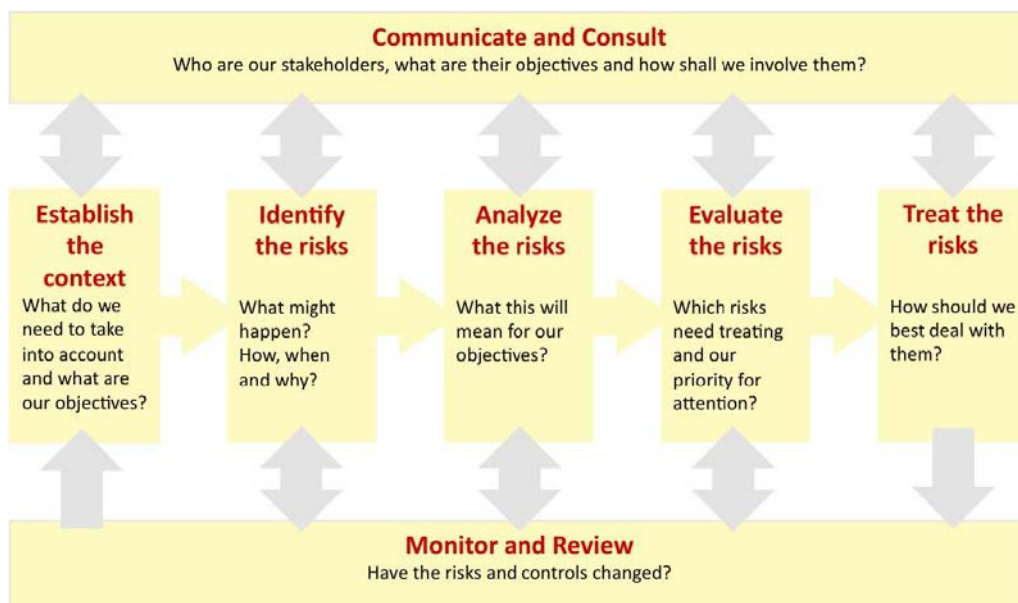 Communicate and Consult
Who are our stakeholders, what are their objectives and how shall we involve them?
Establish
the
context
What do we
need to take
into account
and what are
our objectives?
Identify
the risks
What might
happen?
How, when
and why?
Analyze
the risks
What this will
mean for our
objectives?
Evaluate
the risks
Which risks
need treating
and our
priority for
attention?
Treat the
risks
How should we
best deal with
them?
Monitor and Review
Have the risks and controls changed?